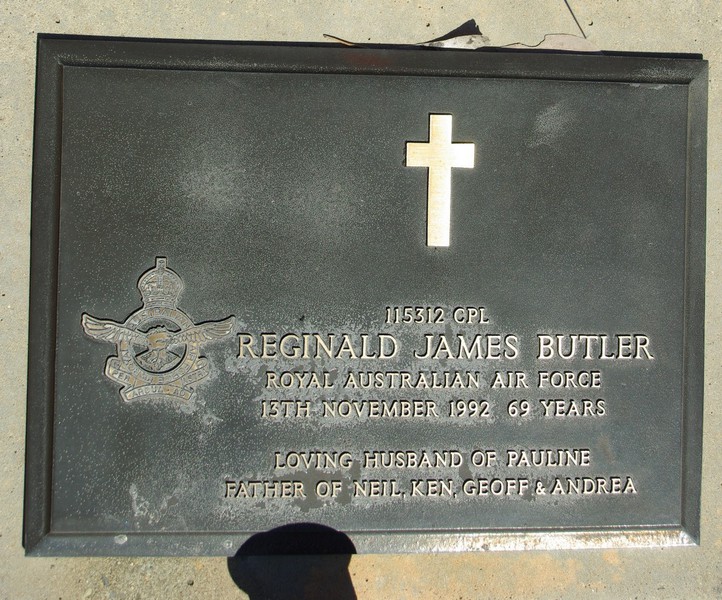 115312 CPL
REGINALD JAMES BUTLER
ROYAL AUSTRALIAN AIR FORCE
13TH NOVEMBER 1992 69 YEARS
LOVING HUSBAND OF PAULINE
FATHER OF NEIL, KEN, GEOFF & ANDREA